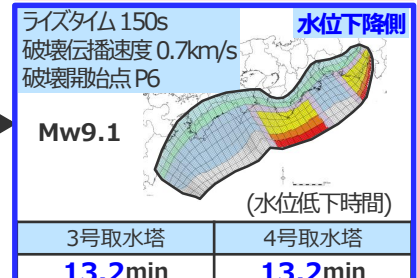 ライズタイム 150s
水位下降側
破壊伝播速度 0.7km/s
破壊開始点 P6
Mw9.1
(水位低下時間)
3号取水塔 4号取水塔
13.2min 13.2min